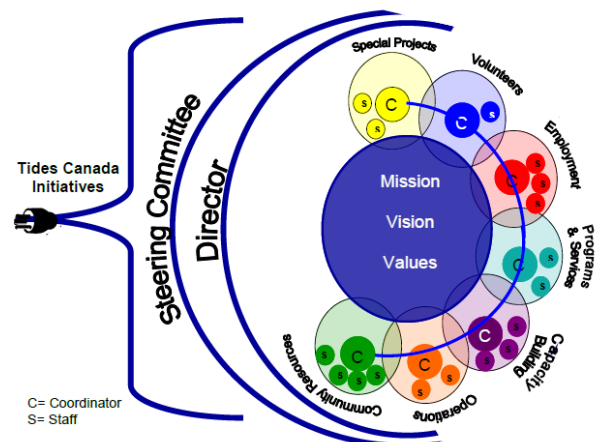 Special Projects
Volunteers
Employment
Programs
& Services
Capacity
Building
Operations
Community Resources
Tides Canada
Initiatives
Steering Committee
Director
Mission
Vision
Values
C
s
s
C
s
C
s
s
s
C
s
s
C
s
s
s
C
s
s
C
s
s
s
s
C= Coordinator
S= Staff